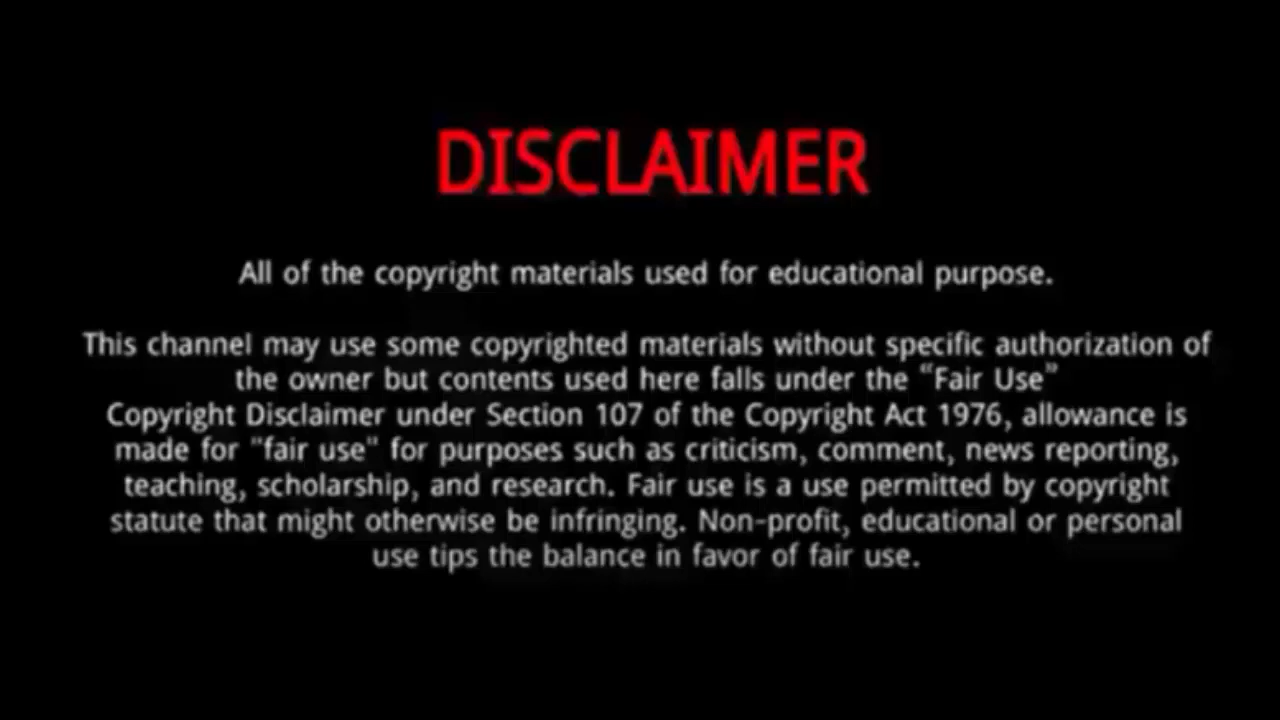 DISCLAIMER
All of the copyright materials used for educational purpose.
This channel may use some copyrighted materials without specific authorization of
the owner but contents used here falls under the “Fair Use”
Copyright Disclaimer under Section 107 of the Copyright Act 1976, allowance is
made for "fair use" for purposes such as criticism, comment, news reporting,
teaching, scholarship, and research. Fair use is a use permitted by copyright
statute that might otherwise be infringing. Non-profit, educational or personal
use tips the balance in favor of fair use.